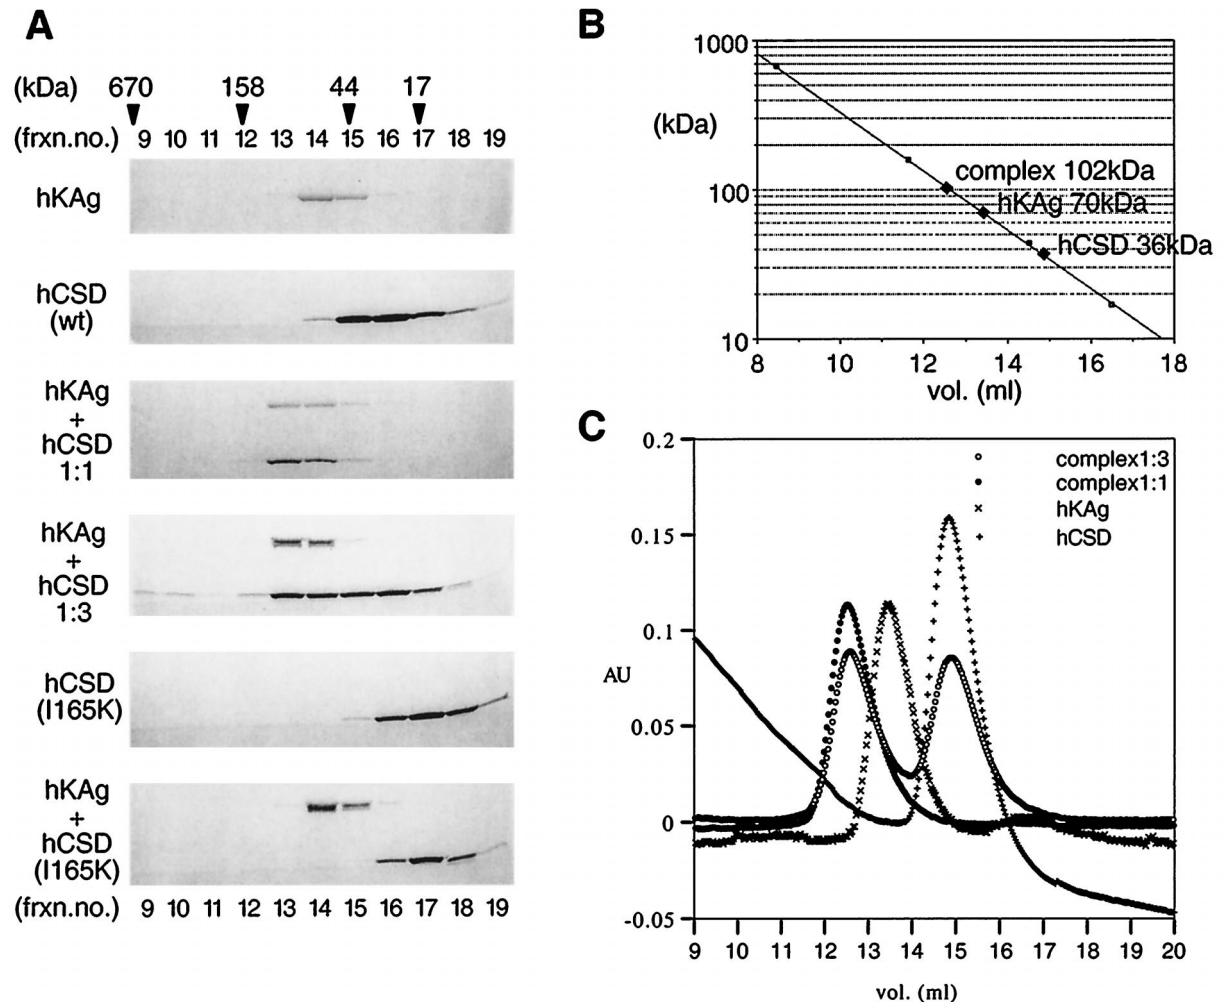 A
(kDa) 670 158 44 17
(frxn.no.) 9 10 11 12 13 14 15 16 17 18 19
hKAg
hCSD
(wt)
hKAg
+
hCSD
1:1
hKAg
+
hCSD
1:3
hCSD
(I165K)
hKAg
+
hCSD
(I165K)
(frxn.no.) 9 10 11 12 13 14 15 16 17 18 19
B
1000
(kDa)
100
10
complex 102kDa
hKAg 70kDa
hCSD 36kDa
8 10 12 14 16 18
vol. (ml)
C
0.2
0.15
0.1
AU
0.05
0
-0.05
complex1:3
complex1:1
hKAg
hCSD
9 10 11 12 13 14 15 16 17 18 19 20
vol. (ml)